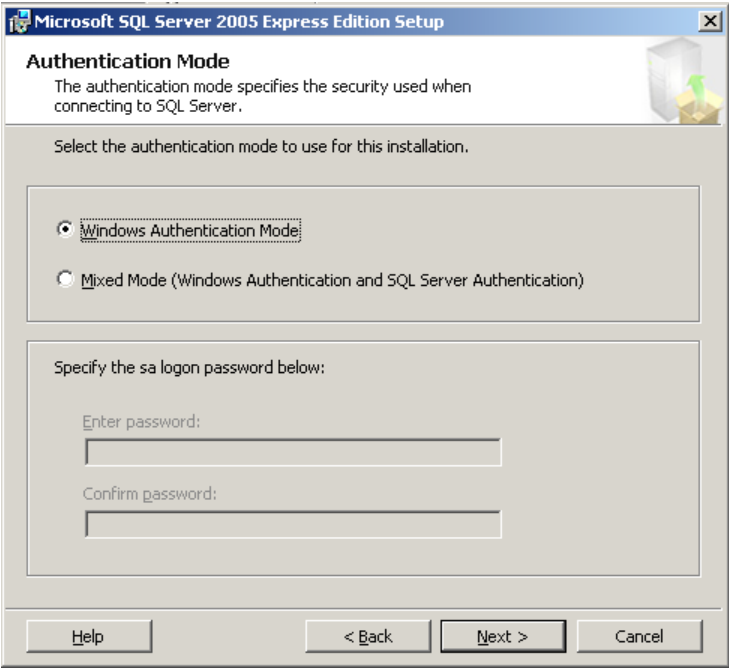 Microsoft SQL Server 2005 Express Edition Setup
Authentication Mode
The authentication mode specifies the security used when
connecting to SQL Server.
Select the authentication mode to use for this installation.
Windows Authentication Mode
Mixed Mode (Windows Authentication and SQL Server Authentication)
Specify the sa logon password below:
Enter password:
Confirm password:
Help
< Back
Next >
Cancel